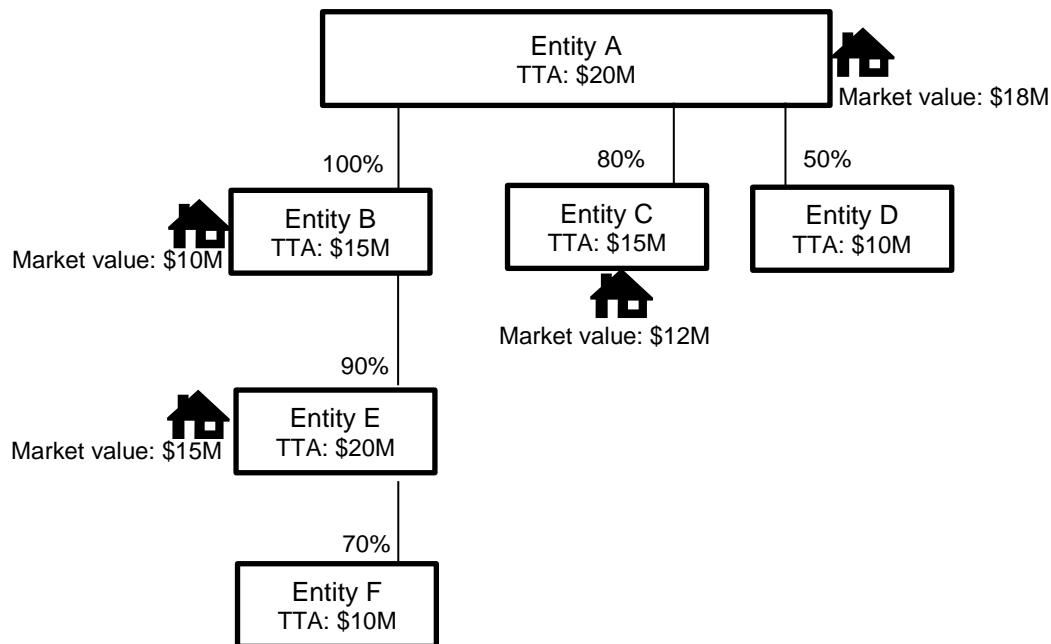 Entity A
TTA: $20M
Market value: $18M
100%
80%
50%
Entity B
TTA: $15M
Market value: $10M
Entity C
TTA: $15M
Market value: $12M
Entity D
TTA: $10M
90%
Entity E
TTA: $20M
Market value: $15M
70%
Entity F
TTA: $10M